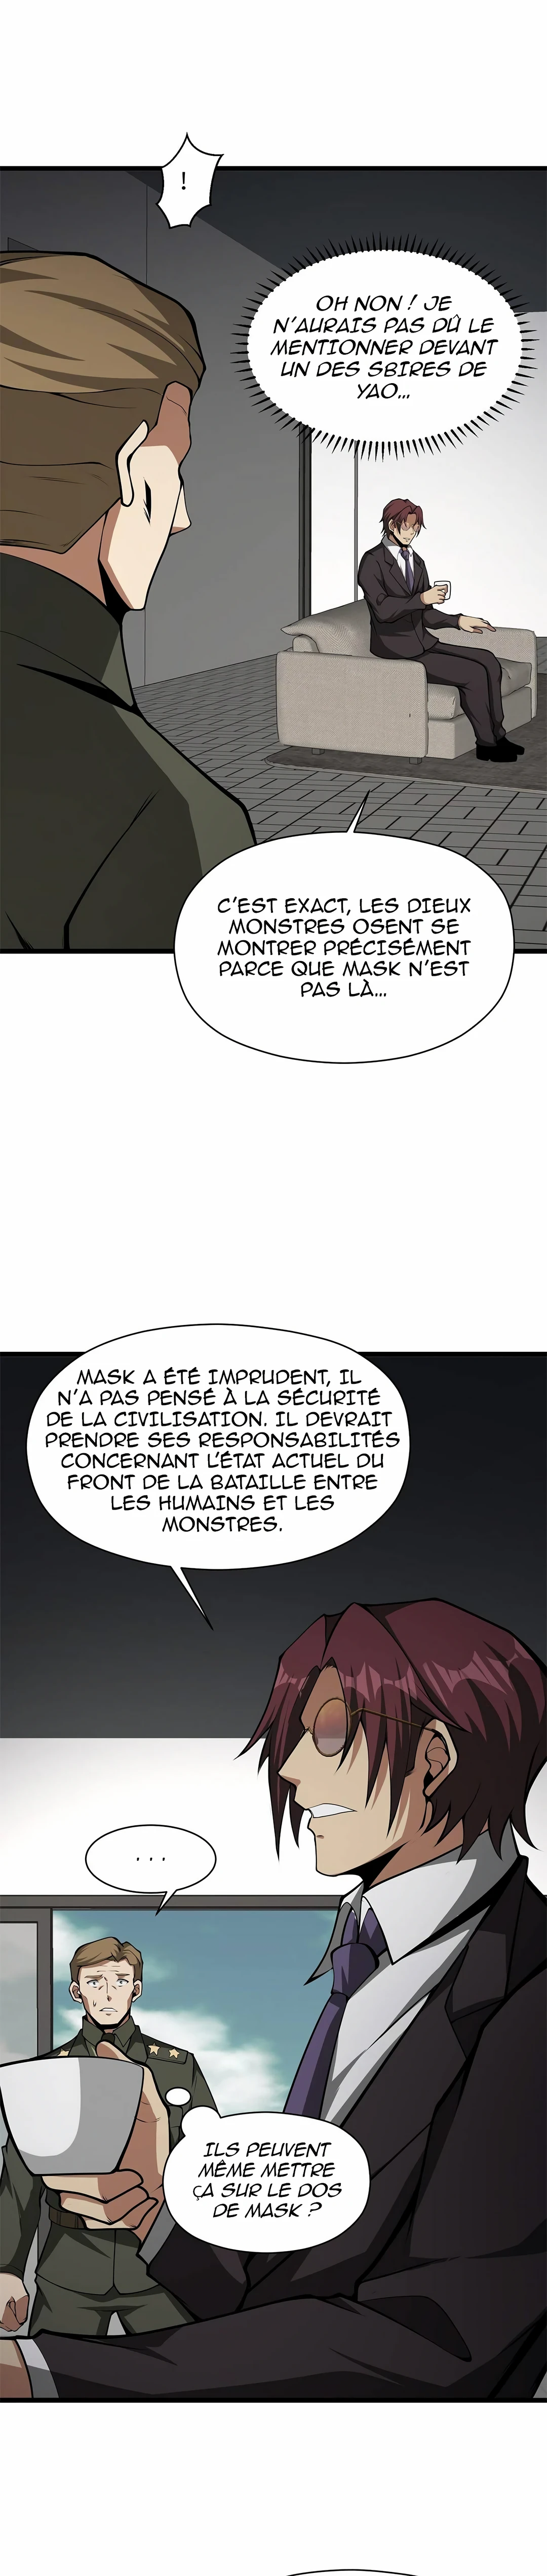 !
OH NON ! JE
N'AURAIS PAS DÛ LE
MENTIONNER DEVANT
UN DES SBIRES DE
YAO...
C'EST EXACT, LES DIEUX
MONSTRES OSENT SE
MONTRER PRÉCISÉMENT
PARCE QUE MASK N'EST
PAS LÀ...
MASK A ÉTÉ IMPRUDENT, IL
N'A PAS PENSÉ À LA SÉCURITÉ
DE LA CIVILISATION. IL DEVRAIT
PRENDRE SES RESPONSABILITÉS
CONCERNANT L'ÉTAT ACTUEL DU
FRONT DE LA BATAILLE ENTRE
LES HUMAINS ET LES
MONSTRES.
...
ILS PEUVENT
MÊME METTRE
ÇA SUR LE DOS
DE MASK ?